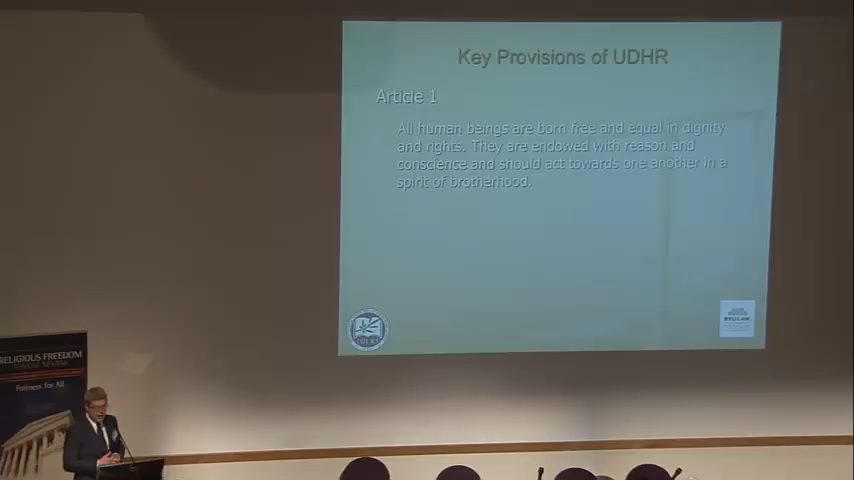 Key Provisions of UDHR
Article 1
All human beings are born free and equal in dignity
and rights. They are endowed with reason and
conscience and should act towards one another in a
spirit of brotherhood.
BYU LAW
RELIGIOUS FREEDOM
Fairness for All